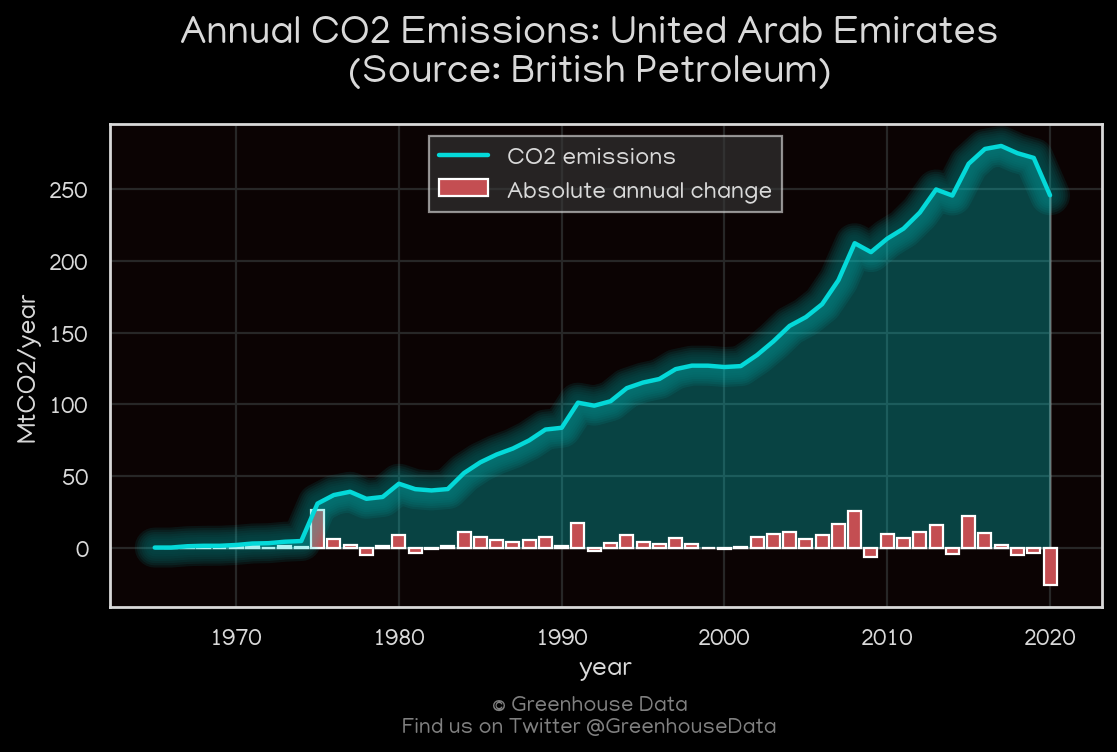 Annual CO2 Emissions: United Arab Emirates
(Source: British Petroleum)
CO2 emissions
Absolute annual change
MtCO2/year
250
200
150
100
50
0
1970 1980 1990 2000 2010 2020
year
© Greenhouse Data
Find us on Twitter @GreenhouseData